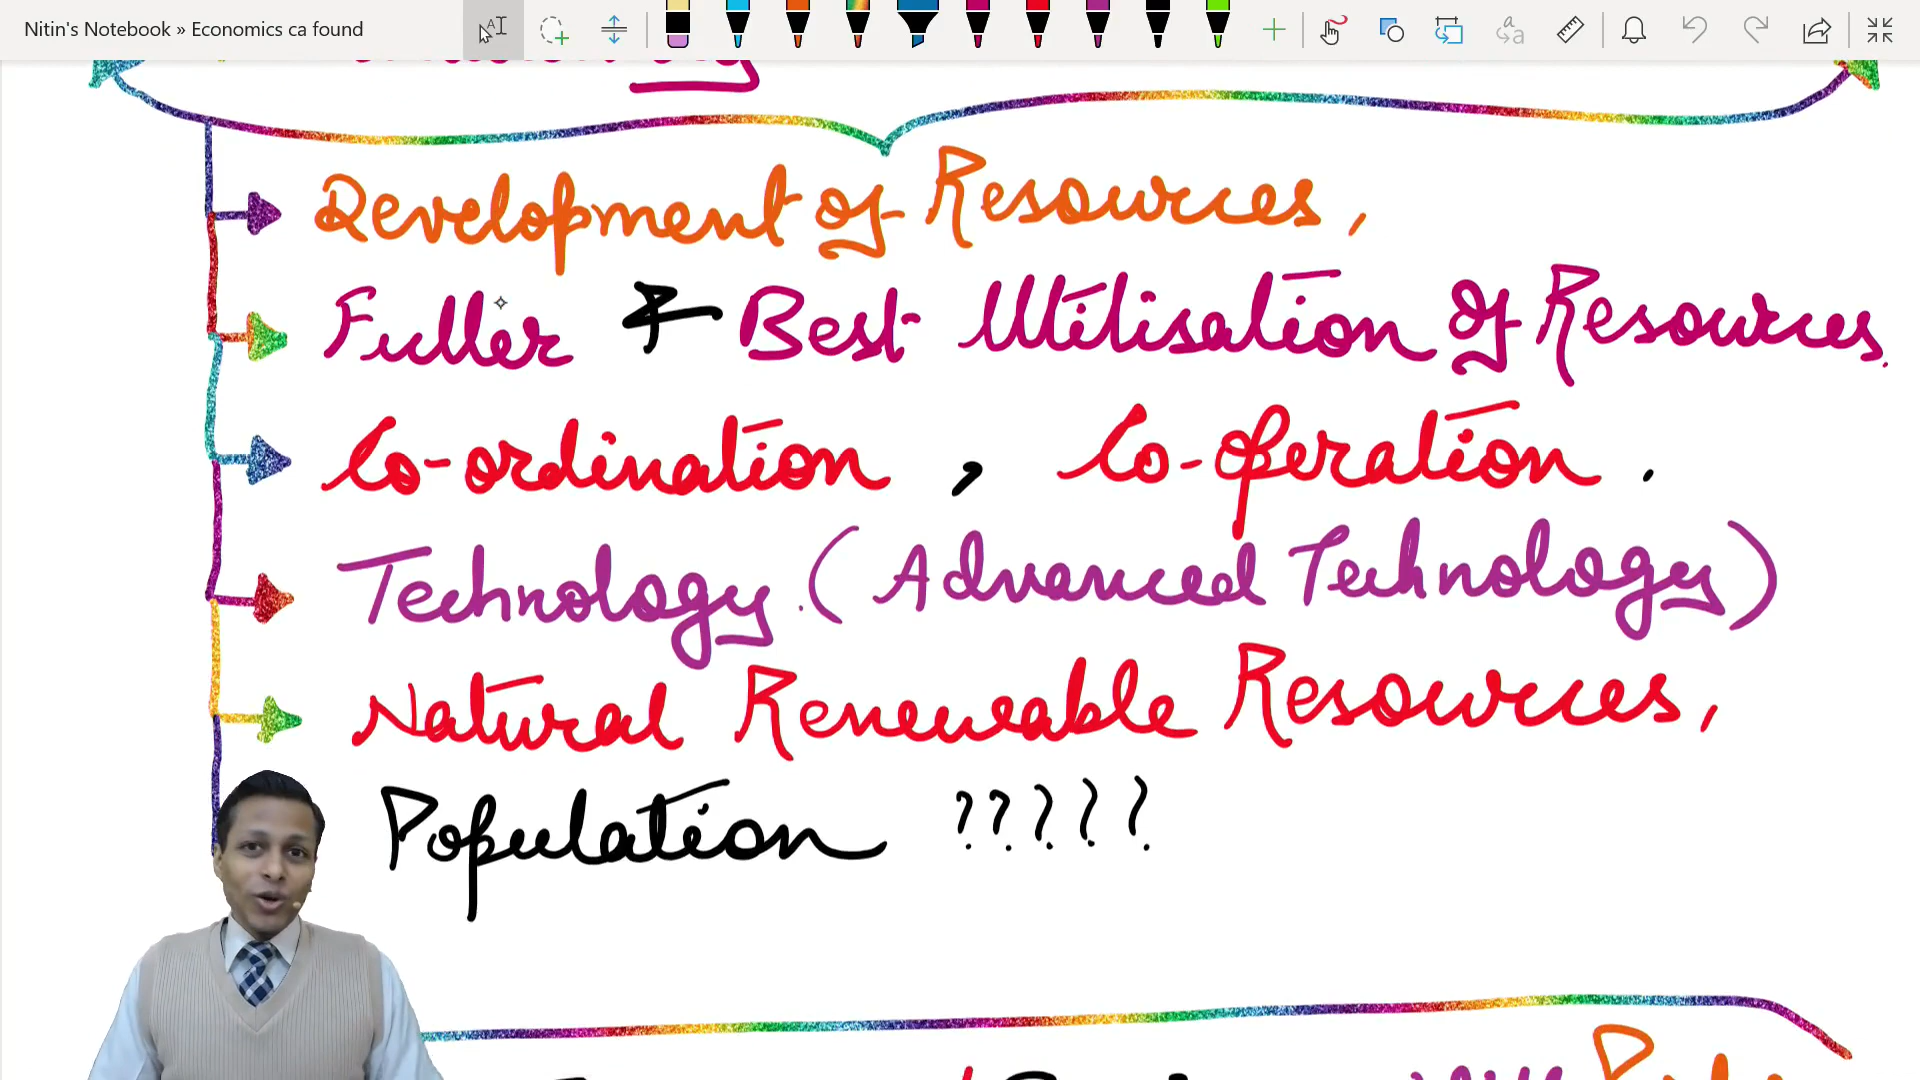 Nitin's Notebook » Economics ca found
Development of Resources,
Fuller & Best Utilisation of Resources.
Co-ordination , Co-operation .
Technology. (Advanced Technology)
Natural Reneweable Resources,
Population ?????